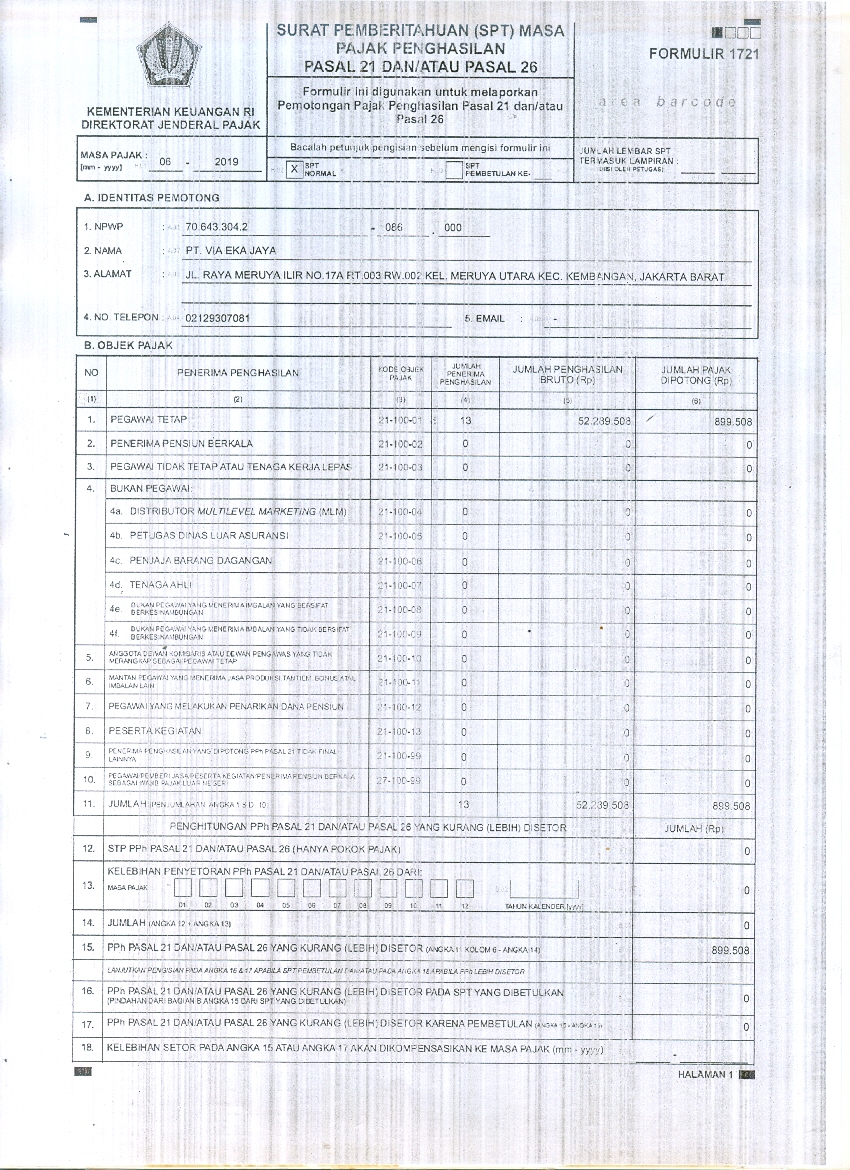 SURAT PEMBERITAHUAN (SPT) MASA
PAJAK PENGHASILAN
PASAL 21 DAN/ATAU PASAL 26
FORMULIR 1721
KEMENTERIAN KEUANGAN RI
DIREKTORAT JENDERAL PAJAK
Formulir ini digunakan untuk melaporkan
Pemotongan Pajak Penghasilan Pasal 21 dan/atau
Pasal 26
area barcode
MASA PAJAK :
[mm - yyyy]
06 - 2019
Bacalah petunjuk pengisian sebelum mengisi formulir ini
X SPT NORMAL
SPT PEMBETULAN KE-
JUMLAH LEMBAR SPT
TERMASUK LAMPIRAN :
(DIISI OLEH PETUGAS)
A. IDENTITAS PEMOTONG
1. NPWP : 70.643.304.2 - 086 . 000
2. NAMA : PT. VIA EKA JAYA
3. ALAMAT : JL. RAYA MERUYA ILIR NO.17A RT.003 RW.002 KEL. MERUYA UTARA KEC. KEMBANGAN, JAKARTA BARAT
4. NO. TELEPON : 02129307081 5. EMAIL : -
B. OBJEK PAJAK
NO PENERIMA PENGHASILAN KODE OBJEK PAJAK JUMLAH PENERIMA PENGHASILAN JUMLAH PENGHASILAN BRUTO (Rp) JUMLAH PAJAK DIPOTONG (Rp)
(1) (2) (3) (4) (5) (6)
1. PEGAWAI TETAP 21-100-01 13 52.239.508 899.508
2. PENERIMA PENSIUN BERKALA 21-100-02 0 0 0
3. PEGAWAI TIDAK TETAP ATAU TENAGA KERJA LEPAS 21-100-03 0 0 0
4. BUKAN PEGAWAI:
4a. DISTRIBUTOR MULTILEVEL MARKETING (MLM) 21-100-04 0 0 0
4b. PETUGAS DINAS LUAR ASURANSI 21-100-05 0 0 0
4c. PENJAJA BARANG DAGANGAN 21-100-06 0 0 0
4d. TENAGA AHLI 21-100-07 0 0 0
4e. BUKAN PEGAWAI YANG MENERIMA IMBALAN YANG BERSIFAT BERKESINAMBUNGAN 21-100-08 0 0 0
4f. BUKAN PEGAWAI YANG MENERIMA IMBALAN YANG TIDAK BERSIFAT BERKESINAMBUNGAN 21-100-09 0 0 0
5. ANGGOTA DEWAN KOMISARIS ATAU DEWAN PENGAWAS YANG TIDAK MERANGKAP SEBAGAI PEGAWAI TETAP 21-100-10 0 0 0
6. MANTAN PEGAWAI YANG MENERIMA JASA PRODUKSI TANTIEM, BONUS ATAU IMBALAN LAIN 21-100-11 0 0 0
7. PEGAWAI YANG MELAKUKAN PENARIKAN DANA PENSIUN 21-100-12 0 0 0
8. PESERTA KEGIATAN 21-100-13 0 0 0
9. PENERIMA PENGHASILAN YANG DIPOTONG PPh PASAL 21 TIDAK FINAL LAINNYA 21-100-99 0 0 0
10. PEGAWAI/PEMBERI JASA/PESERTA KEGIATAN/PENERIMA PENSIUN BERKALA SEBAGAI WAJIB PAJAK LUAR NEGERI 27-100-99 0 0 0
11. JUMLAH (PENJUMLAHAN ANGKA 1 S.D. 10) 13 52.239.508 899.508
PENGHITUNGAN PPh PASAL 21 DAN/ATAU PASAL 26 YANG KURANG (LEBIH) DISETOR JUMLAH (Rp)
12. STP PPh PASAL 21 DAN/ATAU PASAL 26 (HANYA POKOK PAJAK) 0
13. KELEBIHAN PENYETORAN PPh PASAL 21 DAN/ATAU PASAL 26 DARI: 0
MASA PAJAK
01 02 03 04 05 06 07 08 09 10 11 12 TAHUN KALENDER [yyyy]
14. JUMLAH (ANGKA 12 + ANGKA 13) 0
15. PPh PASAL 21 DAN/ATAU PASAL 26 YANG KURANG (LEBIH) DISETOR (ANGKA 11 KOLOM 6 - ANGKA 14) 899.508
LANJUTKAN PENGISIAN PADA ANGKA 16 & 17 APABILA SPT PEMBETULAN DAN/ATAU PADA ANGKA 18 APABILA PPh LEBIH DISETOR
16. PPh PASAL 21 DAN/ATAU PASAL 26 YANG KURANG (LEBIH) DISETOR PADA SPT YANG DIBETULKAN 0
(PINDAHAN DARI BAGIAN B ANGKA 15 DARI SPT YANG DIBETULKAN)
17. PPh PASAL 21 DAN/ATAU PASAL 26 YANG KURANG (LEBIH) DISETOR KARENA PEMBETULAN (ANGKA 15 - ANGKA 16) 0
18. KELEBIHAN SETOR PADA ANGKA 15 ATAU ANGKA 17 AKAN DIKOMPENSASIKAN KE MASA PAJAK (mm - yyyy) -
HALAMAN 1